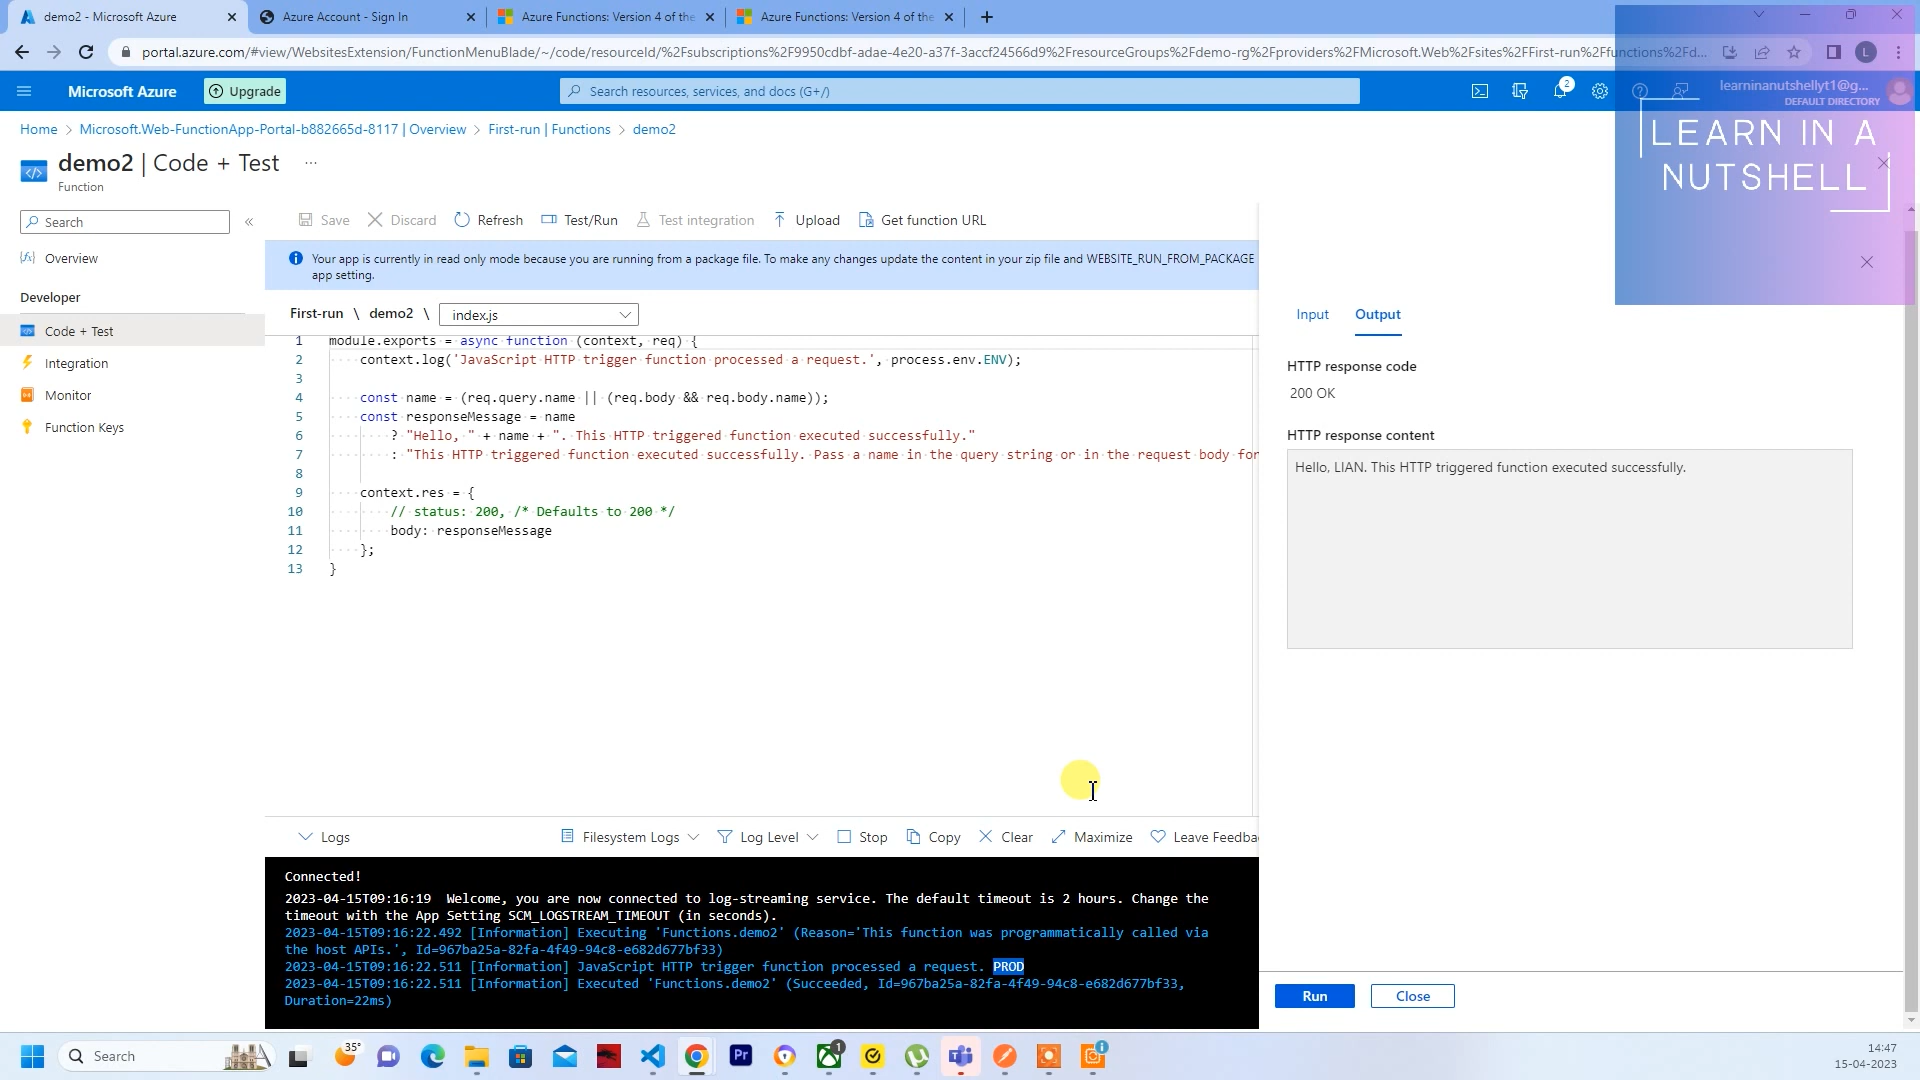 demo2 - Microsoft Azure
Azure Account - Sign In
Azure Functions: Version 4 of the
Azure Functions: Version 4 of the
portal.azure.com/#view/WebsitesExtension/FunctionMenuBlade/~/code/resourceId/%2Fsubscriptions%2F9950cdbf-adae-4e20-a37f-3accf24566d9%2FresourceGroups%2Fdemo-rg%2Fproviders%2FMicrosoft.Web%2Fsites%2FFirst-run%2Ffunctions%2Fd...
L
Microsoft Azure
Upgrade
Search resources, services, and docs (G+/)
2
learninanutshellyt1@g...
DEFAULT DIRECTORY
LEARN IN A
NUTSHELL
Home > Microsoft.Web-FunctionApp-Portal-b882665d-8117 | Overview > First-run | Functions > demo2
demo2 | Code + Test ...
Function
Search
Overview
Developer
Code + Test
Integration
Monitor
Function Keys
Save
Discard
Refresh
Test/Run
Test integration
Upload
Get function URL
Your app is currently in read only mode because you are running from a package file. To make any changes update the content in your zip file and WEBSITE_RUN_FROM_PACKAGE
app setting.
First-run \ demo2 \ index.js
1 module.exports = async function (context, req) {
2 context.log('JavaScript HTTP trigger function processed a request.', process.env.ENV);
3
4 const name = (req.query.name || (req.body && req.body.name));
5 const responseMessage = name
6 ? "Hello, " + name + ". This HTTP triggered function executed successfully."
7 : "This HTTP triggered function executed successfully. Pass a name in the query string or in the request body for
8
9 context.res = {
10 // status: 200, /* Defaults to 200 */
11 body: responseMessage
12 };
13 }
Input
Output
HTTP response code
200 OK
HTTP response content
Hello, LIAN. This HTTP triggered function executed successfully.
Logs
Filesystem Logs
Log Level
Stop
Copy
Clear
Maximize
Leave Feedba
Connected!
2023-04-15T09:16:19 Welcome, you are now connected to log-streaming service. The default timeout is 2 hours. Change the
timeout with the App Setting SCM_LOGSTREAM_TIMEOUT (in seconds).
2023-04-15T09:16:22.492 [Information] Executing 'Functions.demo2' (Reason='This function was programmatically called via
the host APIs.', Id=967ba25a-82fa-4f49-94c8-e682d677bf33)
2023-04-15T09:16:22.511 [Information] JavaScript HTTP trigger function processed a request. PROD
2023-04-15T09:16:22.511 [Information] Executed 'Functions.demo2' (Succeeded, Id=967ba25a-82fa-4f49-94c8-e682d677bf33,
Duration=22ms)
Run
Close
Search
35°
Pr
1
14:47
15-04-2023